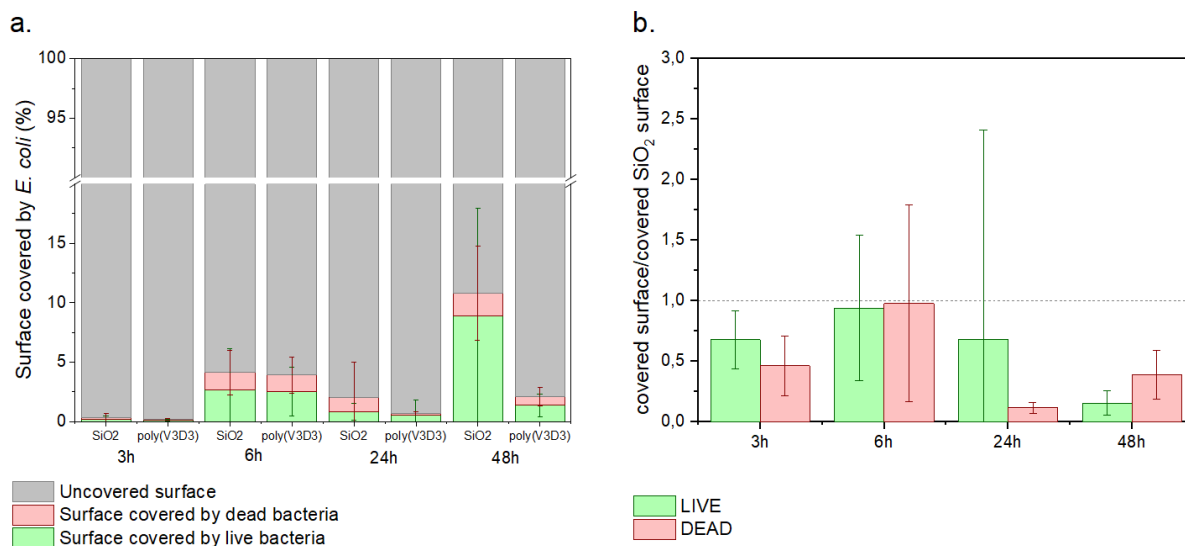 a.
Surface covered by E. coli (%)
100
95
15
10
5
0
SiO2 poly(V3D3) SiO2 poly(V3D3) SiO2 poly(V3D3) SiO2 poly(V3D3)
3h 6h 24h 48h
Uncovered surface
Surface covered by dead bacteria
Surface covered by live bacteria
b.
covered surface/covered SiO₂ surface
3,0
2,5
2,0
1,5
1,0
0,5
0,0
3h 6h 24h 48h
LIVE
DEAD